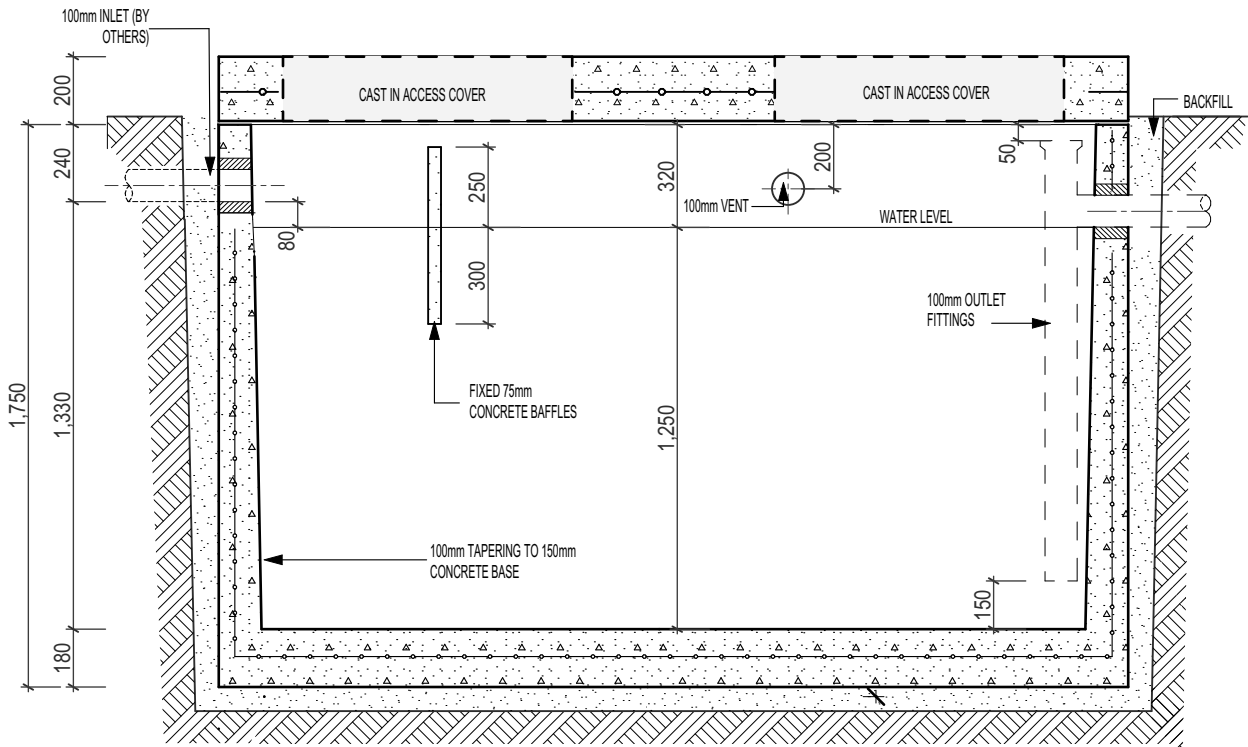 100mm INLET (BY
OTHERS)
CAST IN ACCESS COVER
CAST IN ACCESS COVER
BACKFILL
200
240
1,330
180
1,750
80
250
300
320
1,250
200
50
100mm VENT
WATER LEVEL
100mm OUTLET
FITTINGS
FIXED 75mm
CONCRETE BAFFLES
100mm TAPERING TO 150mm
CONCRETE BASE
150